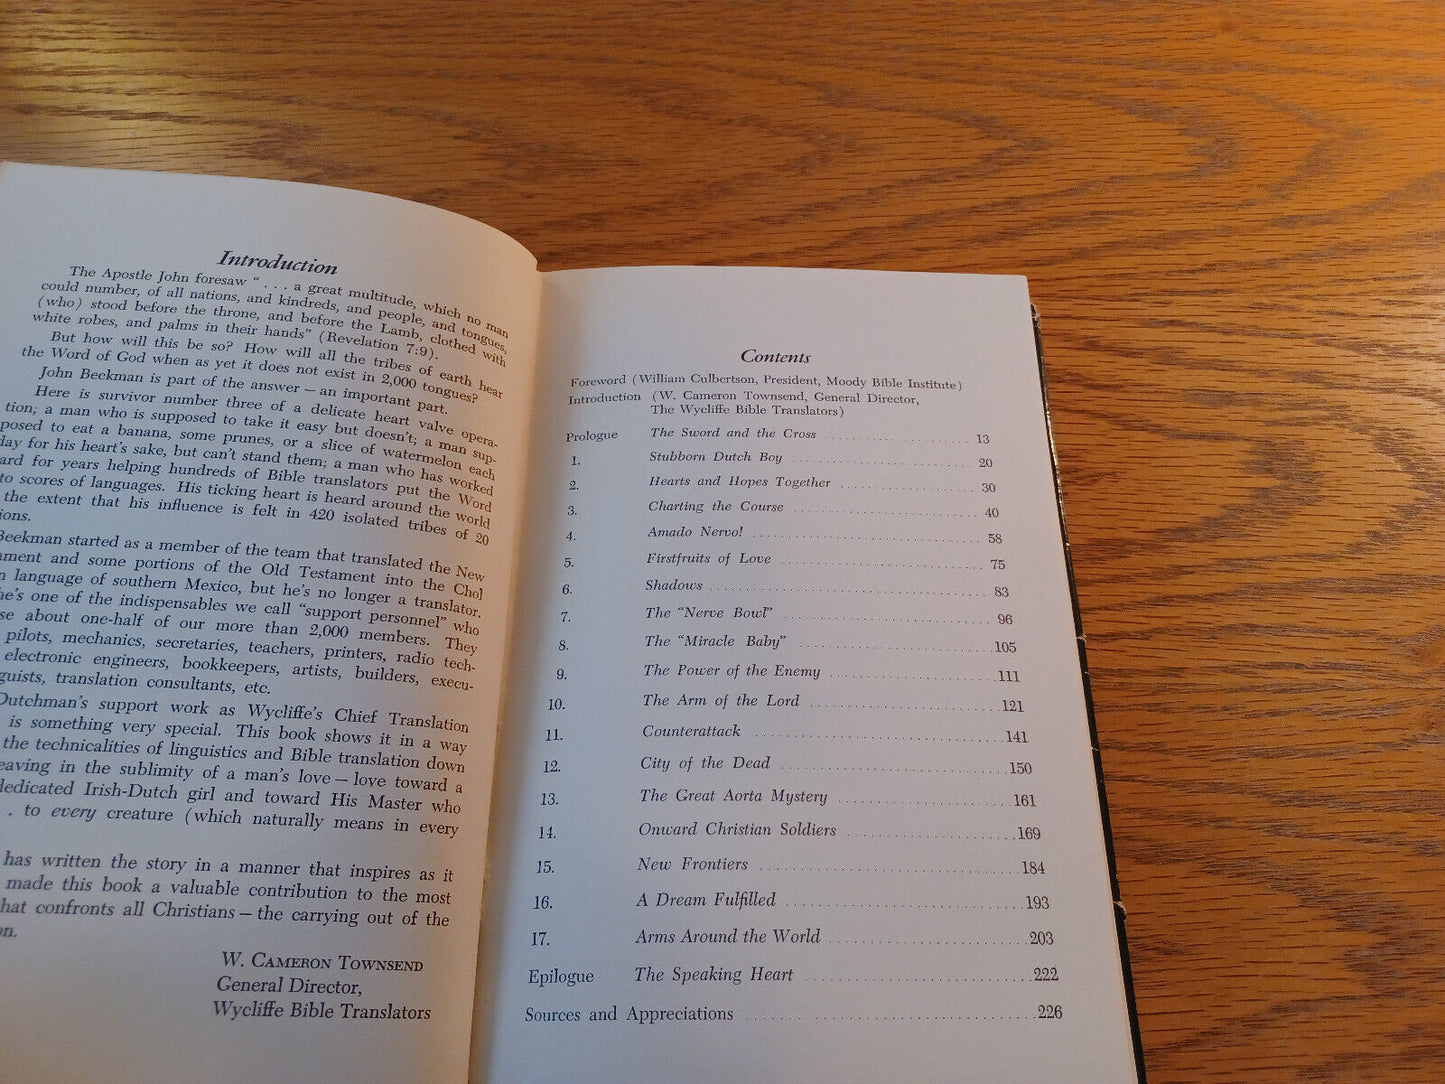 Introduction
The Apostle John foresaw “ . . . a great multitude, which no man
could number, of all nations, and kindreds, and people, and tongues,
(who) stood before the throne, and before the Lamb, clothed with
white robes, and palms in their hands” (Revelation 7:9).
But how will this be so? How will all the tribes of earth hear
the Word of God when as yet it does not exist in 2,000 tongues?
John Beekman is part of the answer—an important part.
Here is survivor number three of a delicate heart valve opera-
tion; a man who is supposed to take it easy but doesn't; a man sup-
posed to eat a banana, some prunes, or a slice of watermelon each
day for his heart's sake, but can't stand them; a man who has worked
ard for years helping hundreds of Bible translators put the Word
to scores of languages. His ticking heart is heard around the world
the extent that his influence is felt in 420 isolated tribes of 20
ions.
Beekman started as a member of the team that translated the New
ament and some portions of the Old Testament into the Chol
n language of southern Mexico, but he's no longer a translator.
he's one of the indispensables we call “support personnel” who
se about one-half of our more than 2,000 members. They
pilots, mechanics, secretaries, teachers, printers, radio tech-
electronic engineers, bookkeepers, artists, builders, execu-
guists, translation consultants, etc.
Dutchman's support work as Wycliffe's Chief Translation
is something very special. This book shows it in a way
the technicalities of linguistics and Bible translation down
eaving in the sublimity of a man's love—love toward a
dedicated Irish-Dutch girl and toward His Master who
. to every creature (which naturally means in every
has written the story in a manner that inspires as it
made this book a valuable contribution to the most
hat confronts all Christians—the carrying out of the
on.
W. Cameron Townsend
General Director,
Wycliffe Bible Translators
Contents
Foreword (William Culbertson, President, Moody Bible Institute)
Introduction (W. Cameron Townsend, General Director,
The Wycliffe Bible Translators)
Prologue The Sword and the Cross 13
1. Stubborn Dutch Boy 20
2. Hearts and Hopes Together 30
3. Charting the Course 40
4. Amado Nervo! 58
5. Firstfruits of Love 75
6. Shadows 83
7. The “Nerve Bowl” 96
8. The “Miracle Baby” 105
9. The Power of the Enemy 111
10. The Arm of the Lord 121
11. Counterattack 141
12. City of the Dead 150
13. The Great Aorta Mystery 161
14. Onward Christian Soldiers 169
15. New Frontiers 184
16. A Dream Fulfilled 193
17. Arms Around the World 203
Epilogue The Speaking Heart 222
Sources and Appreciations 226